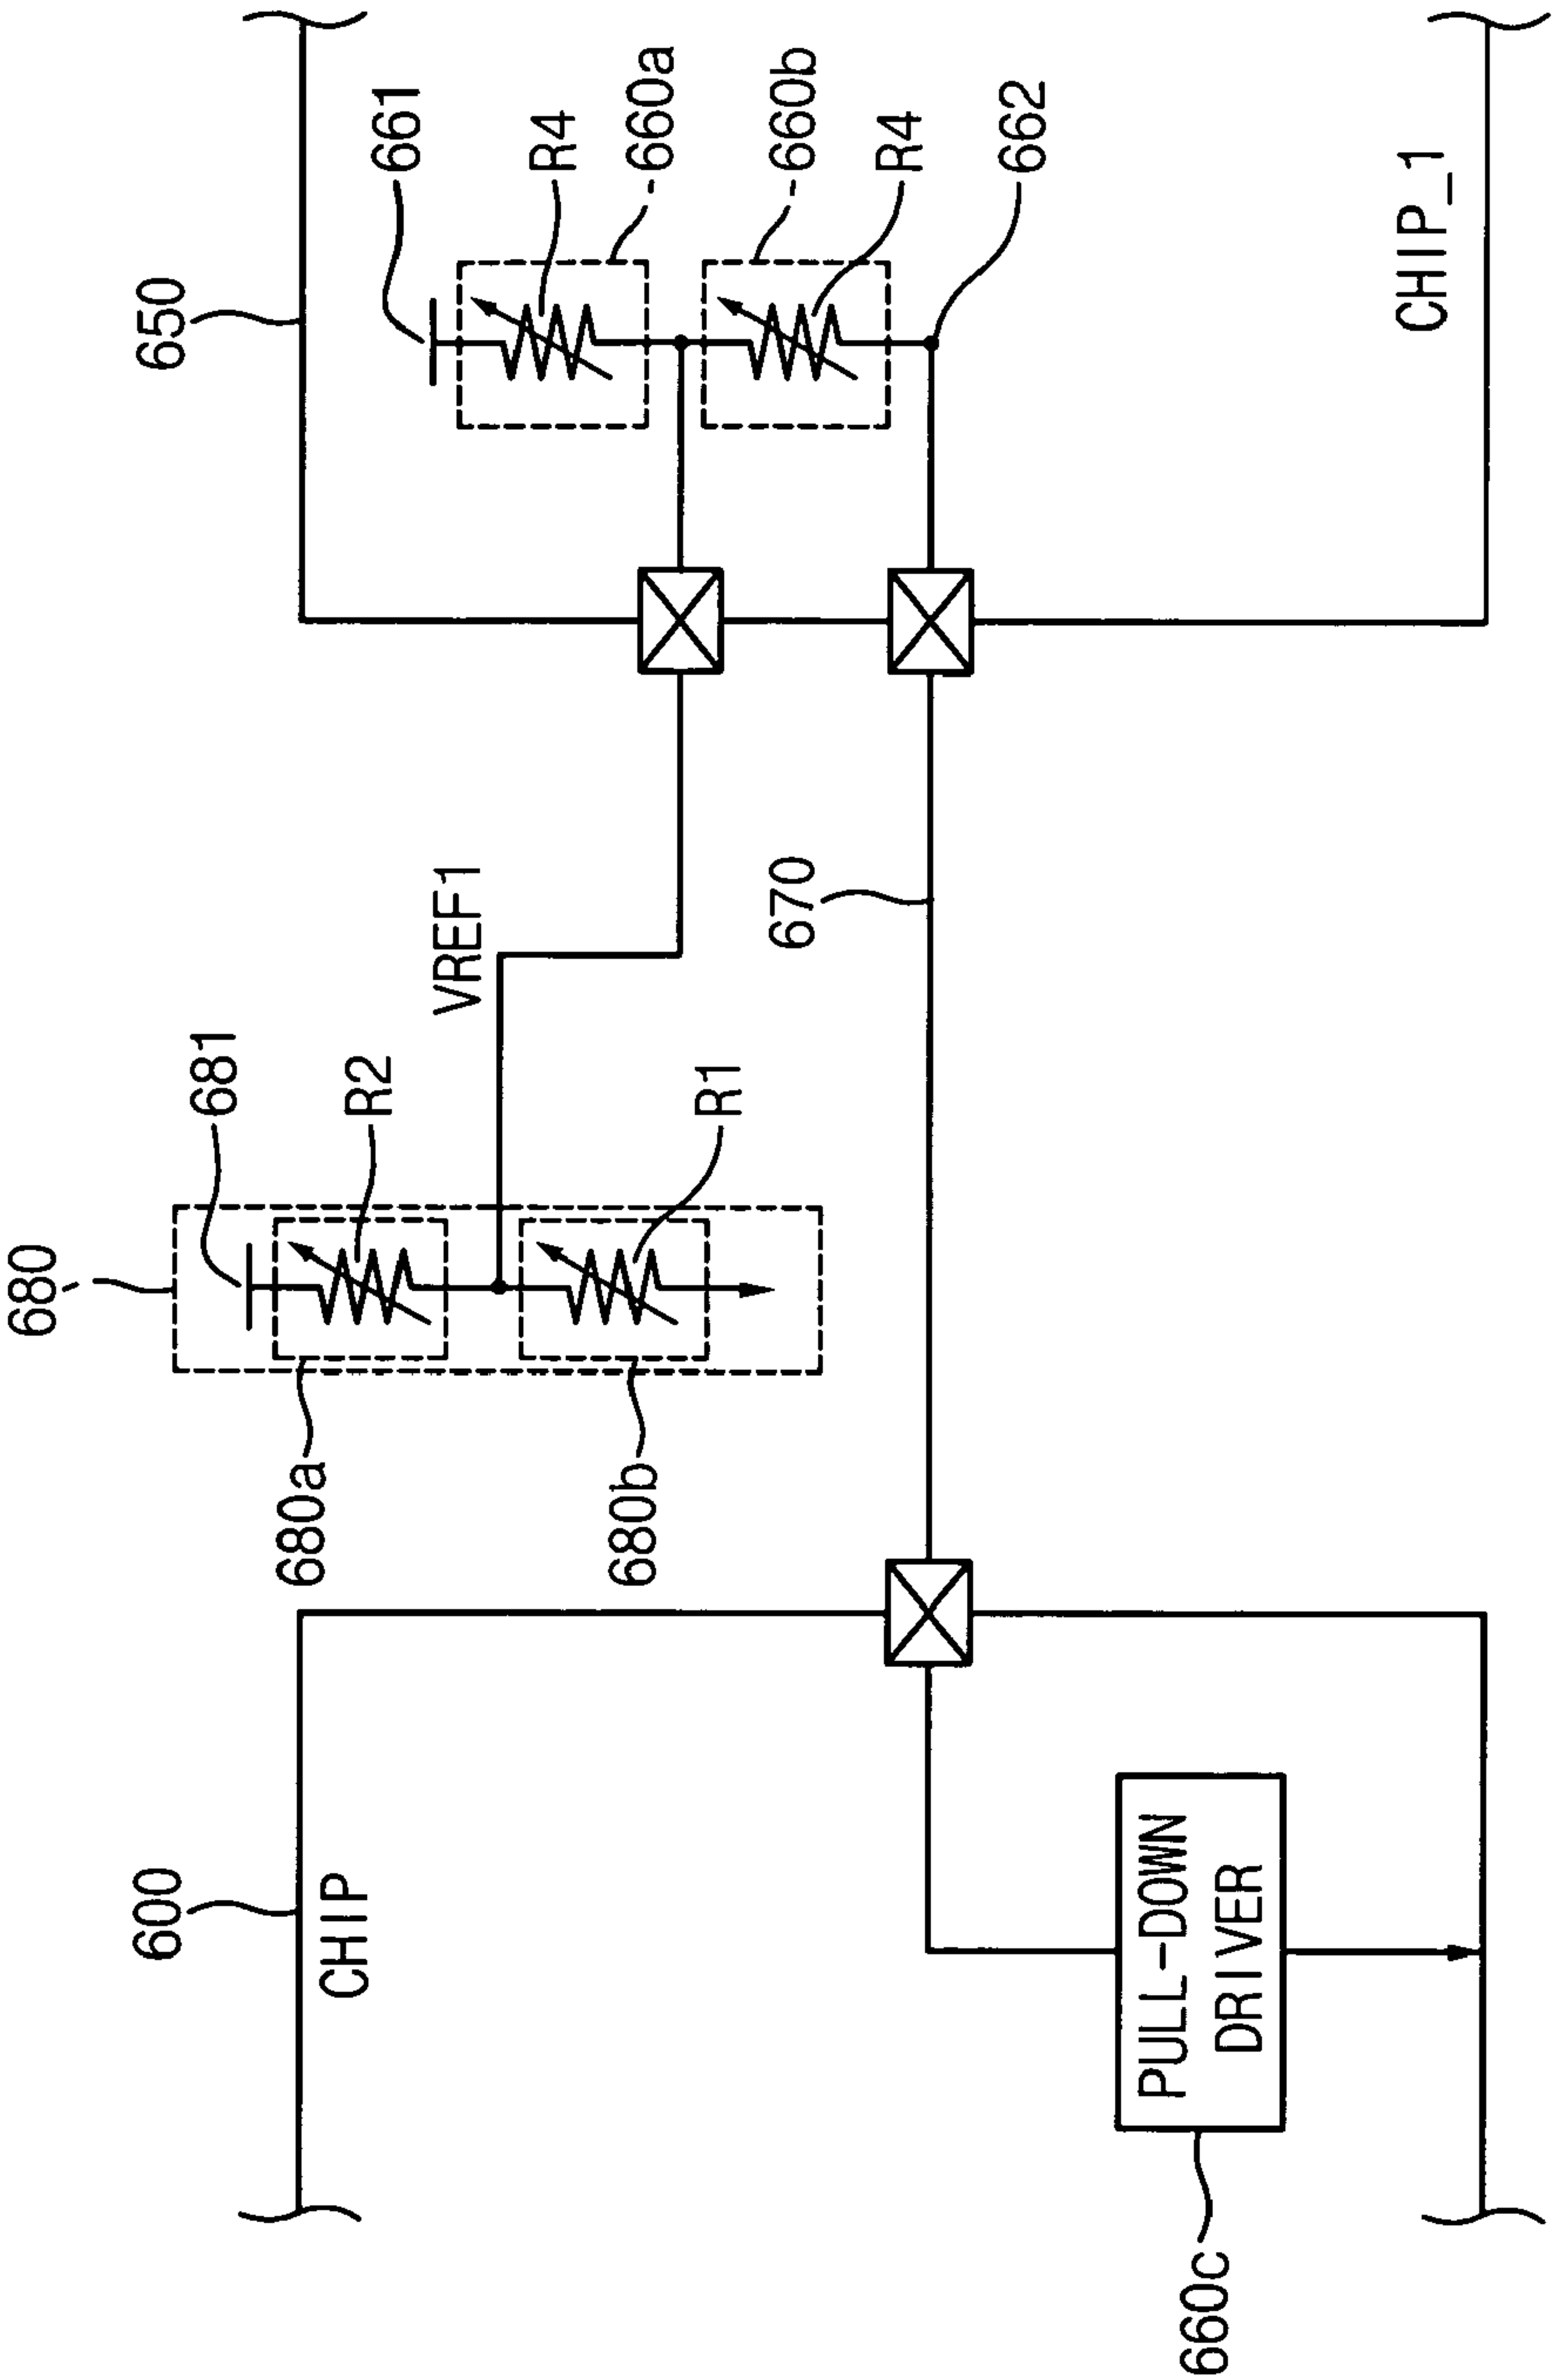 600
CHIP
PULL-DOWN
DRIVER
660c
680
681
680a
R2
680b
R1
VREF1
670
650
661
R4
660a
660b
R4
662
CHIP_1